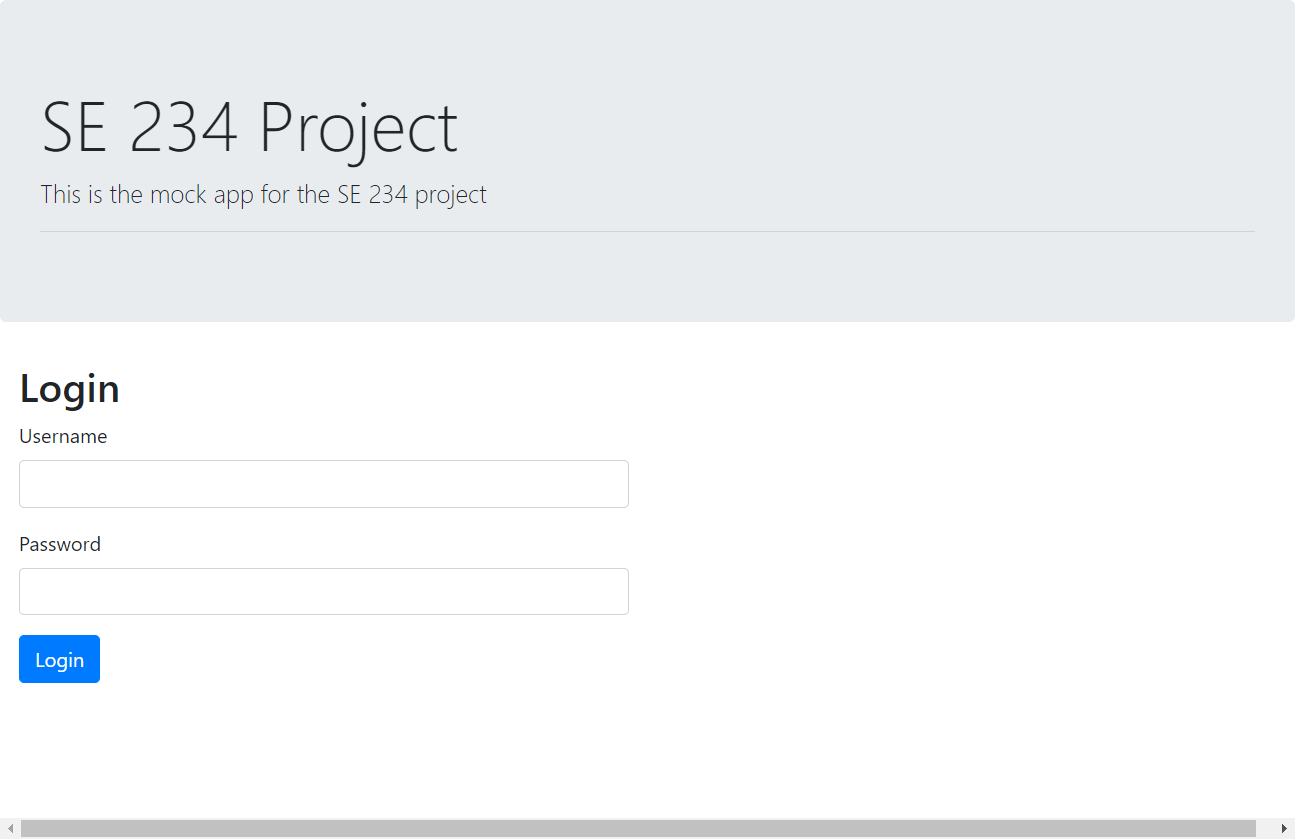 SE 234 Project
This is the mock app for the SE 234 project
Login
Username
Password
Login